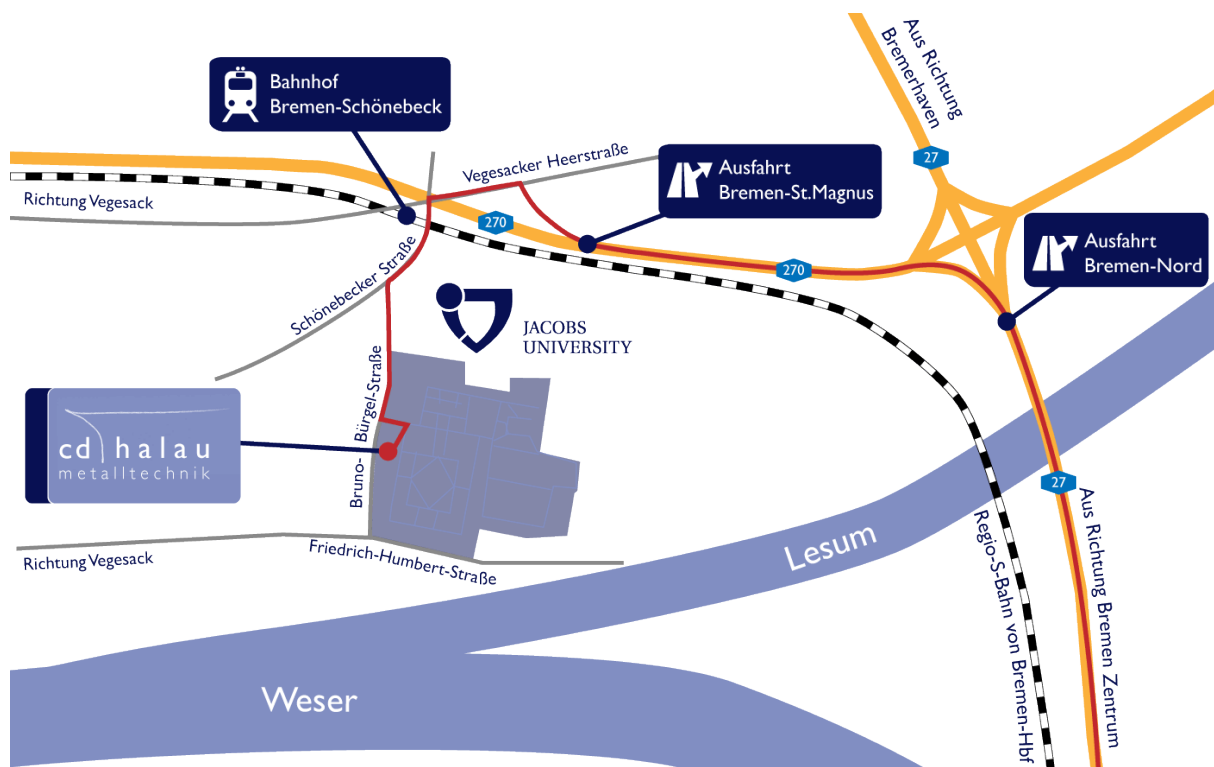 Bahnhof
Bremen-Schönebeck
Aus Richtung
Bremerhaven
27
Vegesacker Heerstraße
Ausfahrt
Bremen-St.Magnus
Richtung Vegesack
270
Ausfahrt
Bremen-Nord
270
Schönebecker Straße
JACOBS
UNIVERSITY
Bruno-Bürgel-Straße
cd halau
metalltechnik
27
Aus Richtung Bremen Zentrum
Regio-S-Bahn von Bremen-Hbf
Lesum
Richtung Vegesack
Friedrich-Humbert-Straße
Weser